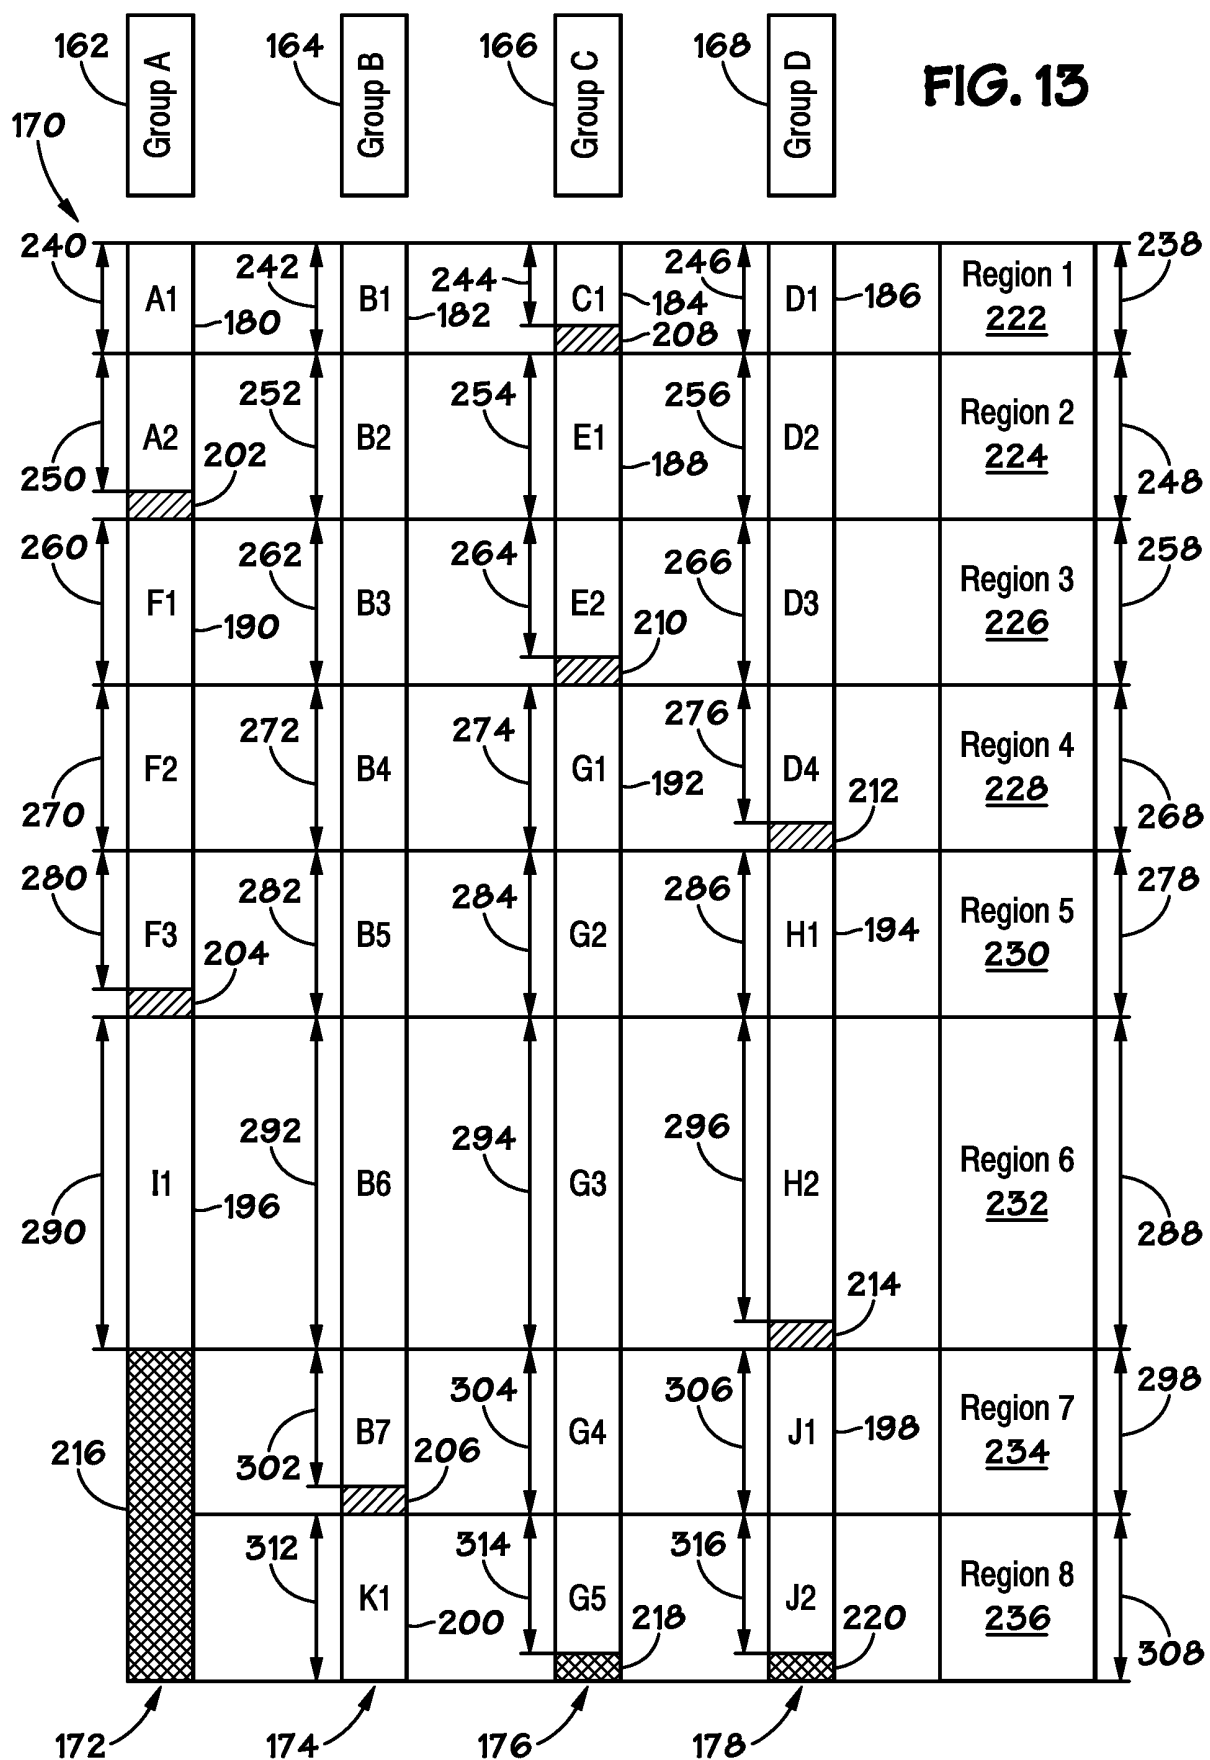 162 Group A 164 Group B 166 Group C 168 Group D FIG. 13
170
240 A1 180 242 B1 182 244 C1 184 208 246 D1 186 Region 1 238
222
250 A2 202 252 B2 254 E1 188 256 D2 Region 2 248
224
260 F1 190 262 B3 264 E2 210 266 D3 Region 3 258
226
270 F2 272 B4 274 G1 192 276 D4 212 Region 4 268
228
280 F3 204 282 B5 284 G2 286 H1 194 Region 5 278
230
290 I1 196 292 B6 294 G3 296 H2 214 Region 6 288
232
216 302 B7 206 304 G4 306 J1 198 Region 7 298
234
312 K1 200 314 G5 218 316 J2 220 Region 8 308
236
172 174 176 178